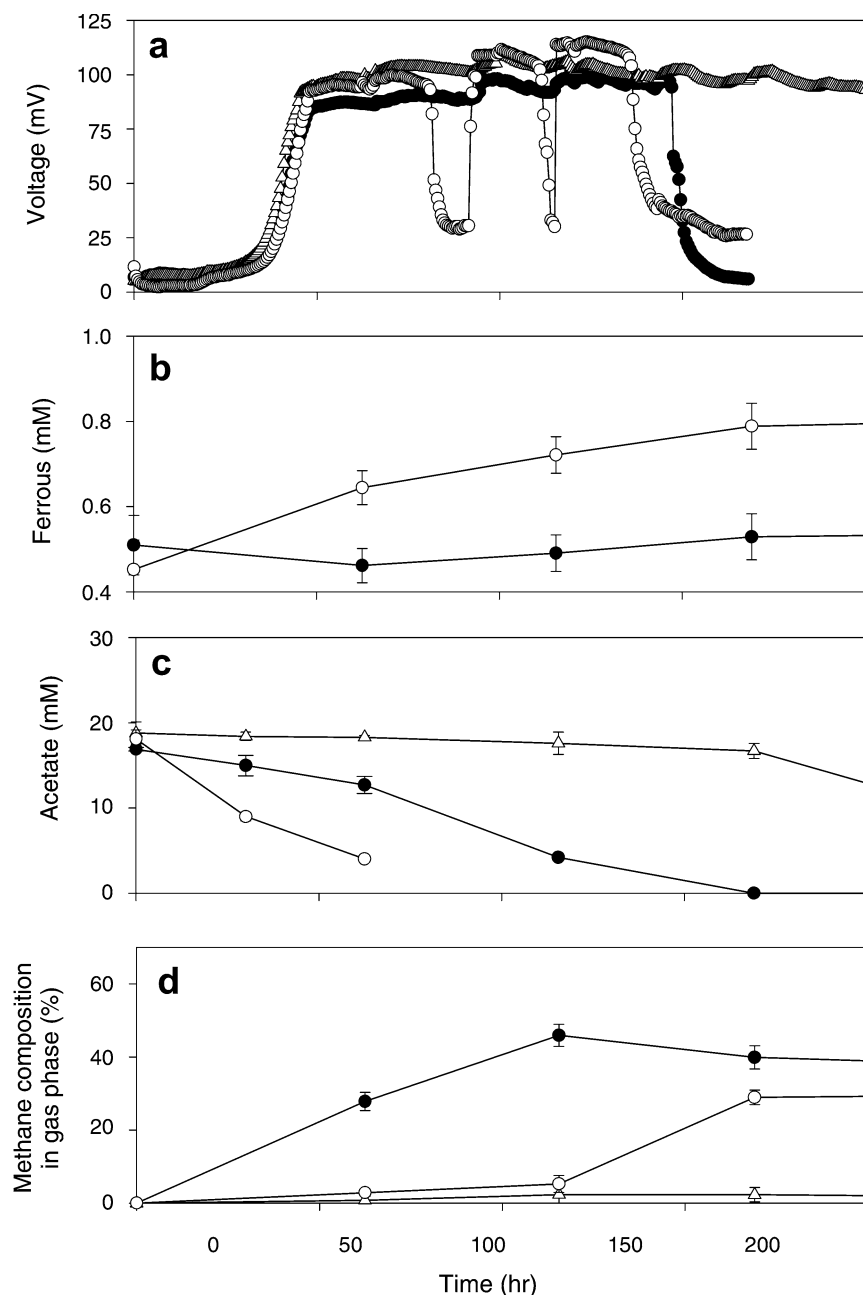 a
125
100
75
50
25
0
Voltage (mV)
b
1.0
0.8
0.6
0.4
Ferrous (mM)
c
30
20
10
0
Acetate (mM)
d
60
40
20
0
Methane composition
in gas phase (%)
0 50 100 150 200
Time (hr)